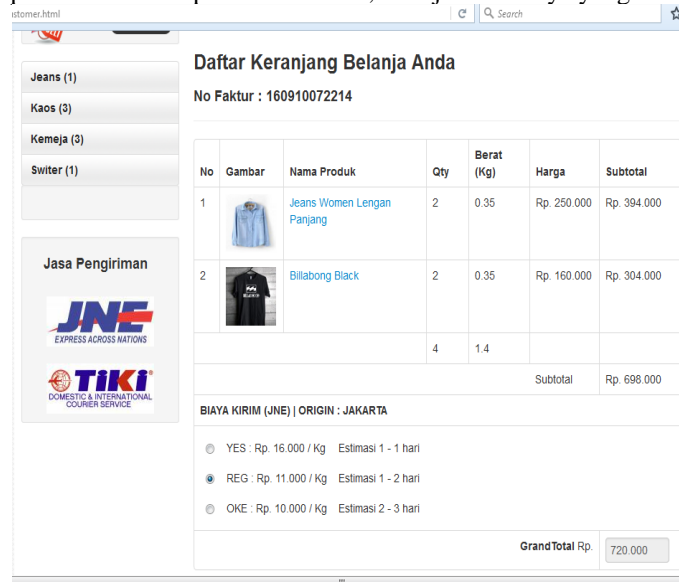 stomer.html
Search
Jeans (1)
Kaos (3)
Kemeja (3)
Switer (1)
Jasa Pengiriman
JNE
EXPRESS ACROSS NATIONS
TiKi
DOMESTIC & INTERNATIONAL
COURIER SERVICE
Daftar Keranjang Belanja Anda
No Faktur : 160910072214
No Gambar Nama Produk Qty Berat (Kg) Harga Subtotal
1 Jeans Women Lengan Panjang 2 0.35 Rp. 250.000 Rp. 394.000
2 Billabong Black 2 0.35 Rp. 160.000 Rp. 304.000
4 1.4
Subtotal Rp. 698.000
BIAYA KIRIM (JNE) | ORIGIN : JAKARTA
YES : Rp. 16.000 / Kg Estimasi 1 - 1 hari
REG : Rp. 11.000 / Kg Estimasi 1 - 2 hari
OKE : Rp. 10.000 / Kg Estimasi 2 - 3 hari
GrandTotal Rp. 720.000